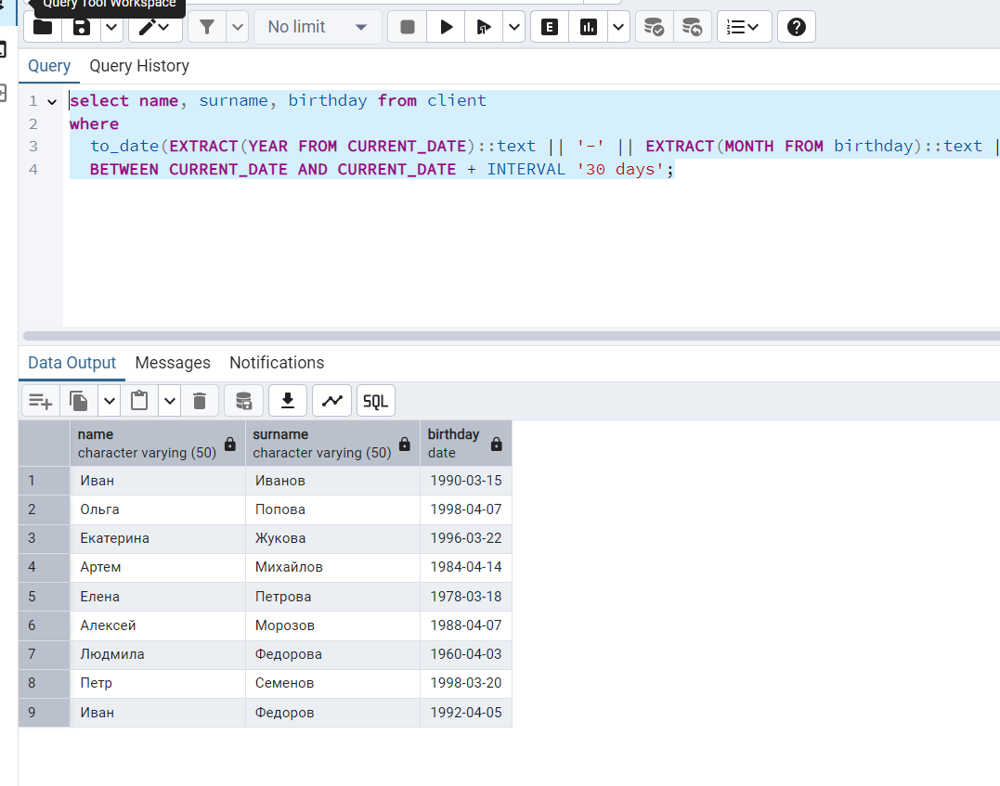 Query Tool Workspace
No limit
E
?
Query Query History
1 select name, surname, birthday from client
2 where
3 to_date(EXTRACT(YEAR FROM CURRENT_DATE)::text || '-' || EXTRACT(MONTH FROM birthday)::text |
4 BETWEEN CURRENT_DATE AND CURRENT_DATE + INTERVAL '30 days';
Data Output Messages Notifications
SQL
name surname birthday
character varying (50) character varying (50) date
1 Иван Иванов 1990-03-15
2 Ольга Попова 1998-04-07
3 Екатерина Жукова 1996-03-22
4 Артем Михайлов 1984-04-14
5 Елена Петрова 1978-03-18
6 Алексей Морозов 1988-04-07
7 Людмила Федорова 1960-04-03
8 Петр Семенов 1998-03-20
9 Иван Федоров 1992-04-05